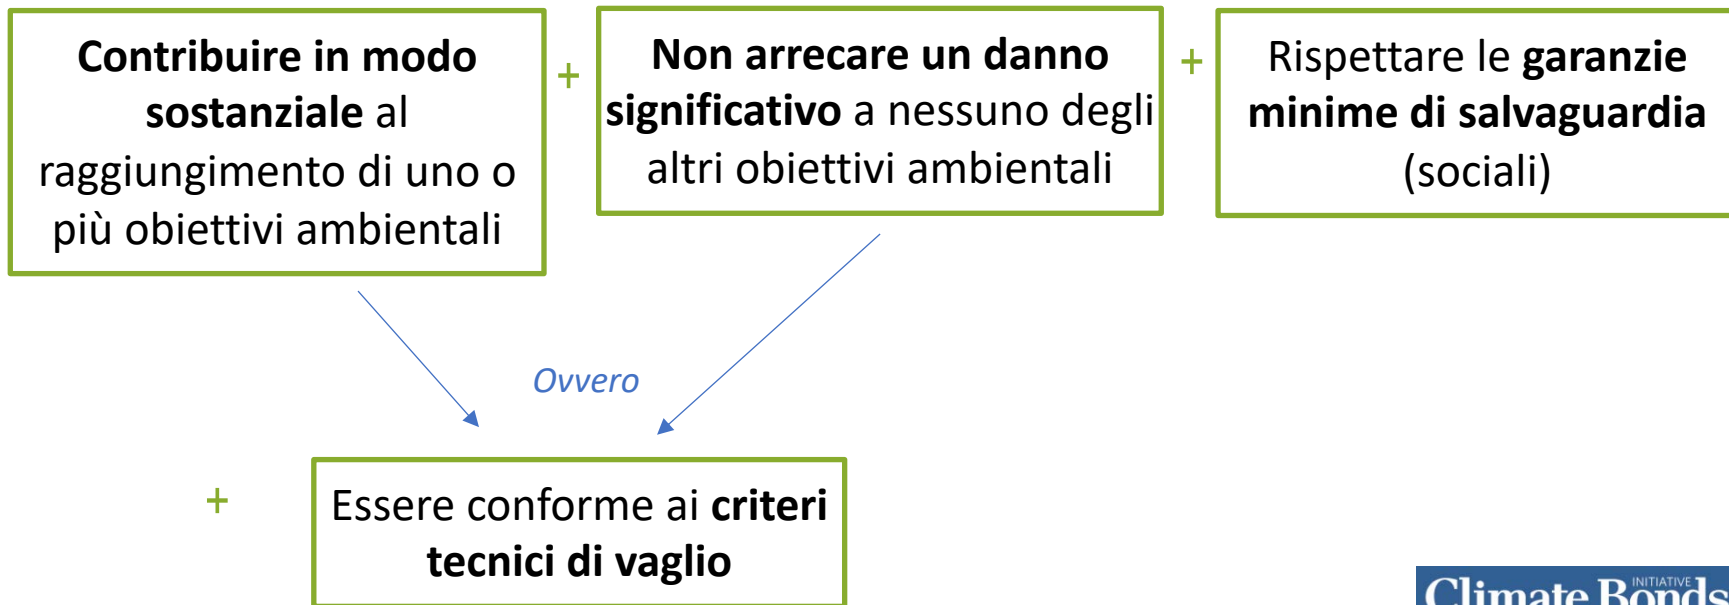 Contribuire in modo
sostanziale al
raggiungimento di uno o
più obiettivi ambientali
+
Non arrecare un danno
significativo a nessuno degli
altri obiettivi ambientali
+
Rispettare le garanzie
minime di salvaguardia
(sociali)
Ovvero
+
Essere conforme ai criteri
tecnici di vaglio
Climate Bonds
INITIATIVE